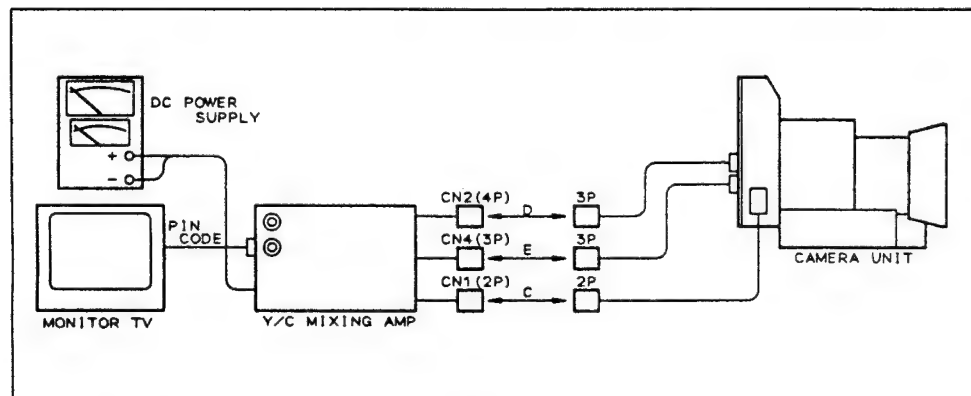 DC POWER
SUPPLY
+
-
PIN
CODE
MONITOR TV
Y/C MIXING AMP
CN2(4P)
D
3P
CN4(3P)
E
3P
CN1(2P)
C
2P
CAMERA UNIT